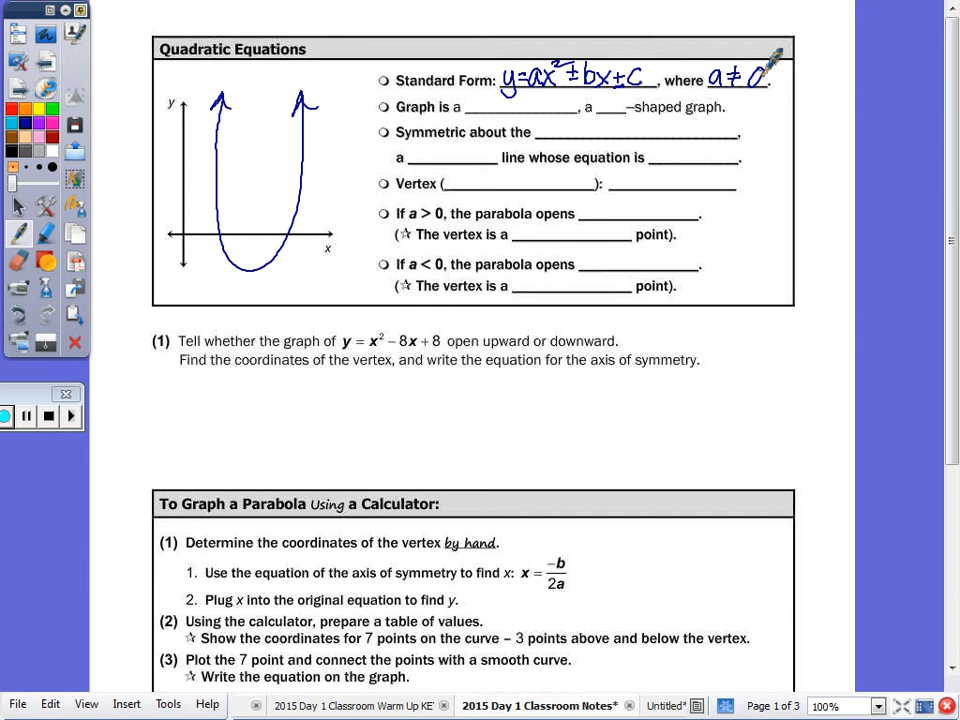 Quadratic Equations
❍ Standard Form: y=ax²±bx±c, where a≠0.
❍ Graph is a ______________, a ____–shaped graph.
❍ Symmetric about the _________________________,
a ___________ line whose equation is ___________.
❍ Vertex (___________________): ________________
❍ If a > 0, the parabola opens _______________.
(☆ The vertex is a _______________ point).
❍ If a < 0, the parabola opens _______________.
(☆ The vertex is a _______________ point).
y
x
(1) Tell whether the graph of y = x² − 8x + 8 open upward or downward.
Find the coordinates of the vertex, and write the equation for the axis of symmetry.
To Graph a Parabola Using a Calculator:
(1) Determine the coordinates of the vertex by hand.
1. Use the equation of the axis of symmetry to find x: x = −b/2a
2. Plug x into the original equation to find y.
(2) Using the calculator, prepare a table of values.
☆ Show the coordinates for 7 points on the curve – 3 points above and below the vertex.
(3) Plot the 7 point and connect the points with a smooth curve.
☆ Write the equation on the graph.
File Edit View Insert Tools Help 2015 Day 1 Classroom Warm Up KE 2015 Day 1 Classroom Notes* Untitled* Page 1 of 3 100%